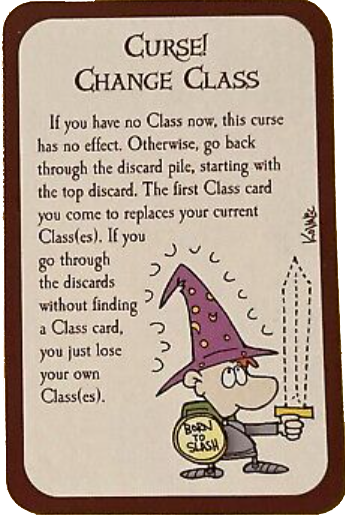 CURSE!
CHANGE CLASS
If you have no Class now, this curse
has no effect. Otherwise, go back
through the discard pile, starting with
the top discard. The first Class card
you come to replaces your current
Class(es). If you
go through
the discards
without finding
a Class card,
you just lose
your own
Class(es).
Kovalic
BORN
TO
SLASH